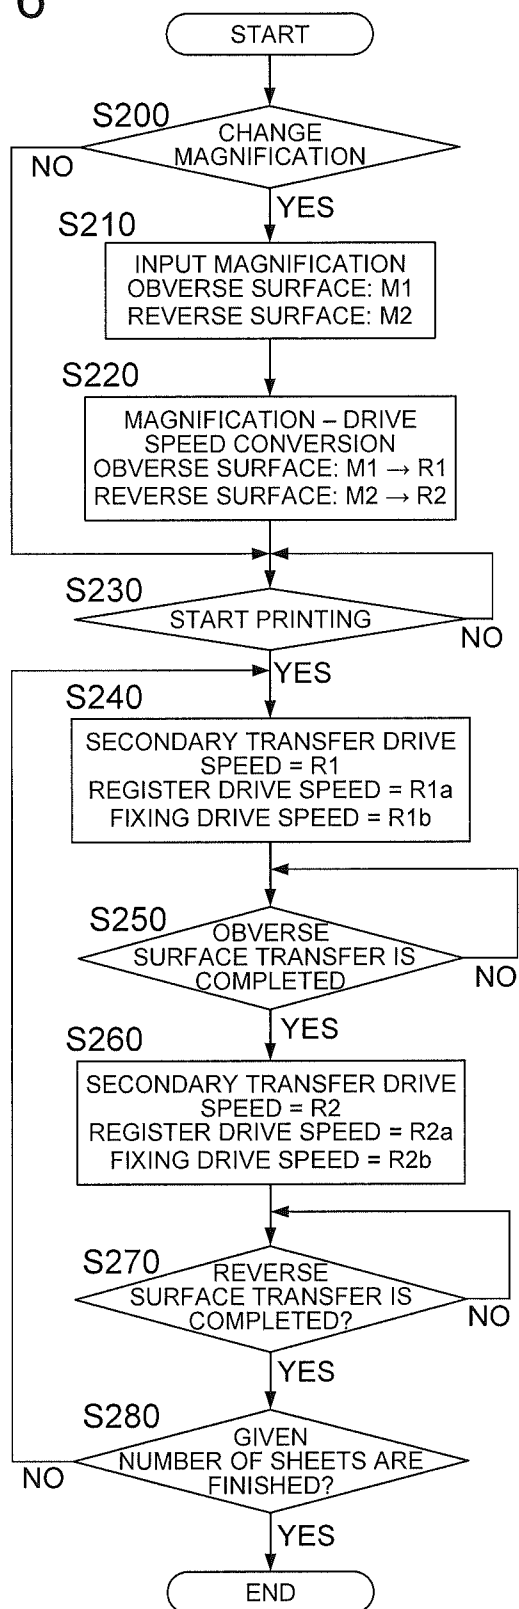 6
START
S200
CHANGE
MAGNIFICATION
NO
YES
S210
INPUT MAGNIFICATION
OBVERSE SURFACE: M1
REVERSE SURFACE: M2
S220
MAGNIFICATION – DRIVE
SPEED CONVERSION
OBVERSE SURFACE: M1 → R1
REVERSE SURFACE: M2 → R2
S230
START PRINTING
NO
YES
S240
SECONDARY TRANSFER DRIVE
SPEED = R1
REGISTER DRIVE SPEED = R1a
FIXING DRIVE SPEED = R1b
S250
OBVERSE
SURFACE TRANSFER IS
COMPLETED
NO
YES
S260
SECONDARY TRANSFER DRIVE
SPEED = R2
REGISTER DRIVE SPEED = R2a
FIXING DRIVE SPEED = R2b
S270
REVERSE
SURFACE TRANSFER IS
COMPLETED?
NO
YES
S280
GIVEN
NUMBER OF SHEETS ARE
FINISHED?
NO
YES
END